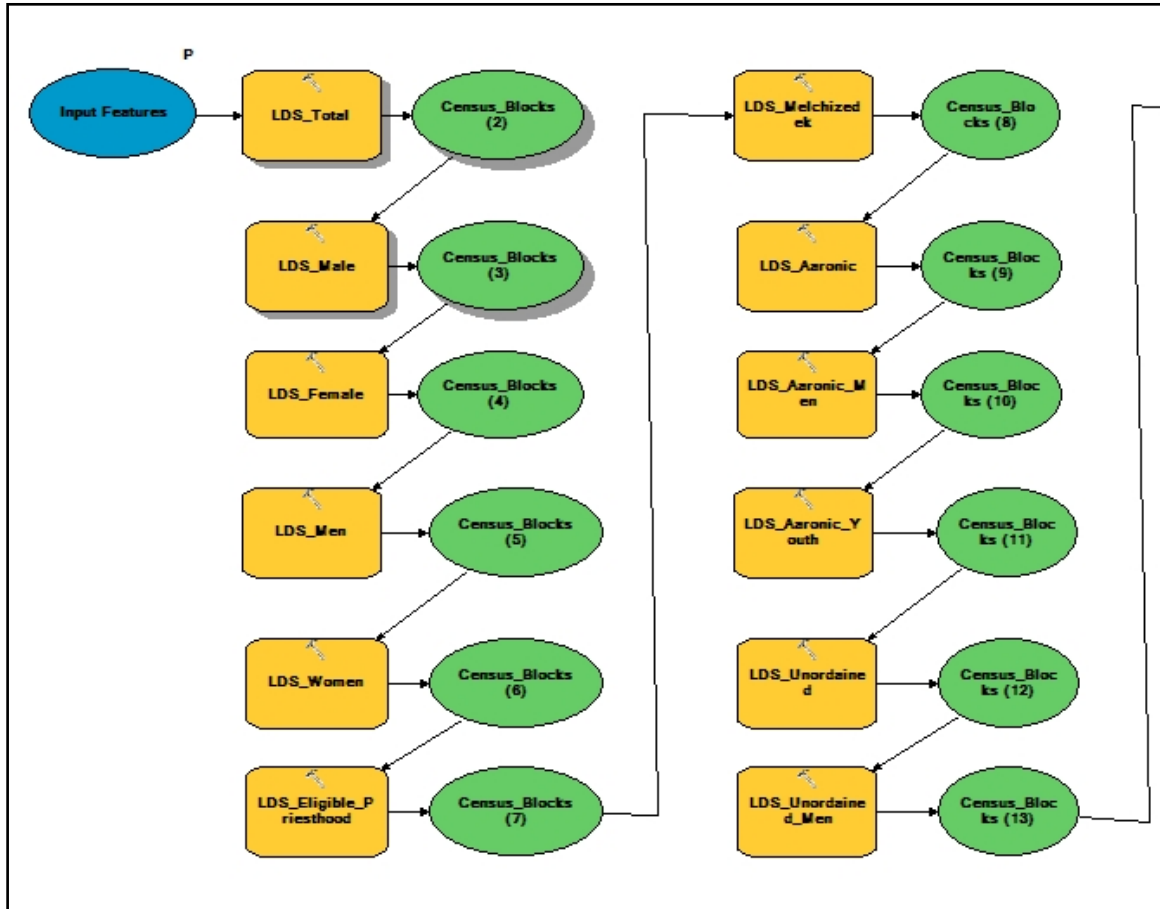 P
Input Features
LDS_Total
Census_Blocks
(2)
LDS_Male
Census_Blocks
(3)
LDS_Female
Census_Blocks
(4)
LDS_Men
Census_Blocks
(5)
LDS_Women
Census_Blocks
(6)
LDS_Eligible_P
riesthood
Census_Blocks
(7)
LDS_Melchized
ek
Census_Blo
cks (8)
LDS_Aaronic
Census_Bloc
ks (9)
LDS_Aaronic_M
en
Census_Bloc
ks (10)
LDS_Aaronic_Y
outh
Census_Bloc
ks (11)
LDS_Unordaine
d
Census_Bloc
ks (12)
LDS_Unordaine
d_Men
Census_Bloc
ks (13)